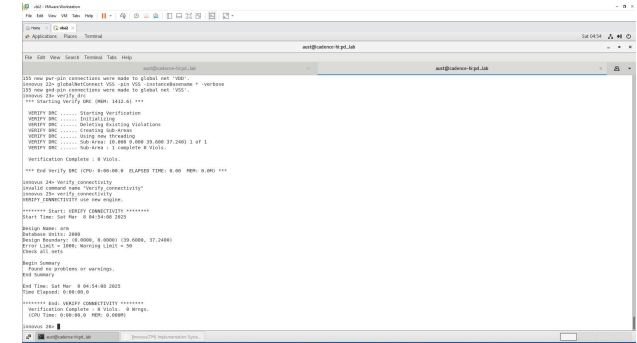 vlsi2 - VMware Workstation
File Edit View VM Tabs Help
Home vlsi2
Applications Places Terminal Sat 04:54
aust@cadence-hi:pd_lab
File Edit View Search Terminal Tabs Help
aust@cadence-hi:pd_lab aust@cadence-hi:pd_lab
155 new pwr-pin connections were made to global net 'VDD'.
innovus 22> globalNetConnect VSS -pin VSS -instanceBasename * -verbose
155 new gnd-pin connections were made to global net 'VSS'.
innovus 23> verify_drc
*** Starting Verify DRC (MEM: 1412.6) ***
VERIFY DRC ...... Starting Verification
VERIFY DRC ...... Initializing
VERIFY DRC ...... Deleting Existing Violations
VERIFY DRC ...... Creating Sub-Areas
VERIFY DRC ...... Using new threading
VERIFY DRC ...... Sub-Area: {0.000 0.000 39.600 37.240} 1 of 1
VERIFY DRC ...... Sub-Area : 1 complete 0 Viols.
Verification Complete : 0 Viols.
*** End Verify DRC (CPU: 0:00:00.0 ELAPSED TIME: 0.00 MEM: 0.0M) ***
innovus 24> Verify_connectivity
invalid command name "Verify_connectivity"
innovus 25> verify_connectivity
VERIFY_CONNECTIVITY use new engine.
******** Start: VERIFY CONNECTIVITY ********
Start Time: Sat Mar 8 04:54:08 2025
Design Name: arm
Database Units: 2000
Design Boundary: (0.0000, 0.0000) (39.6000, 37.2400)
Error Limit = 1000; Warning Limit = 50
Check all nets
Begin Summary
Found no problems or warnings.
End Summary
End Time: Sat Mar 8 04:54:08 2025
Time Elapsed: 0:00:00.0
******** End: VERIFY CONNECTIVITY ********
Verification Complete : 0 Viols. 0 Wrngs.
(CPU Time: 0:00:00.0 MEM: 0.000M)
innovus 26>
aust@cadence-hi:pd_lab